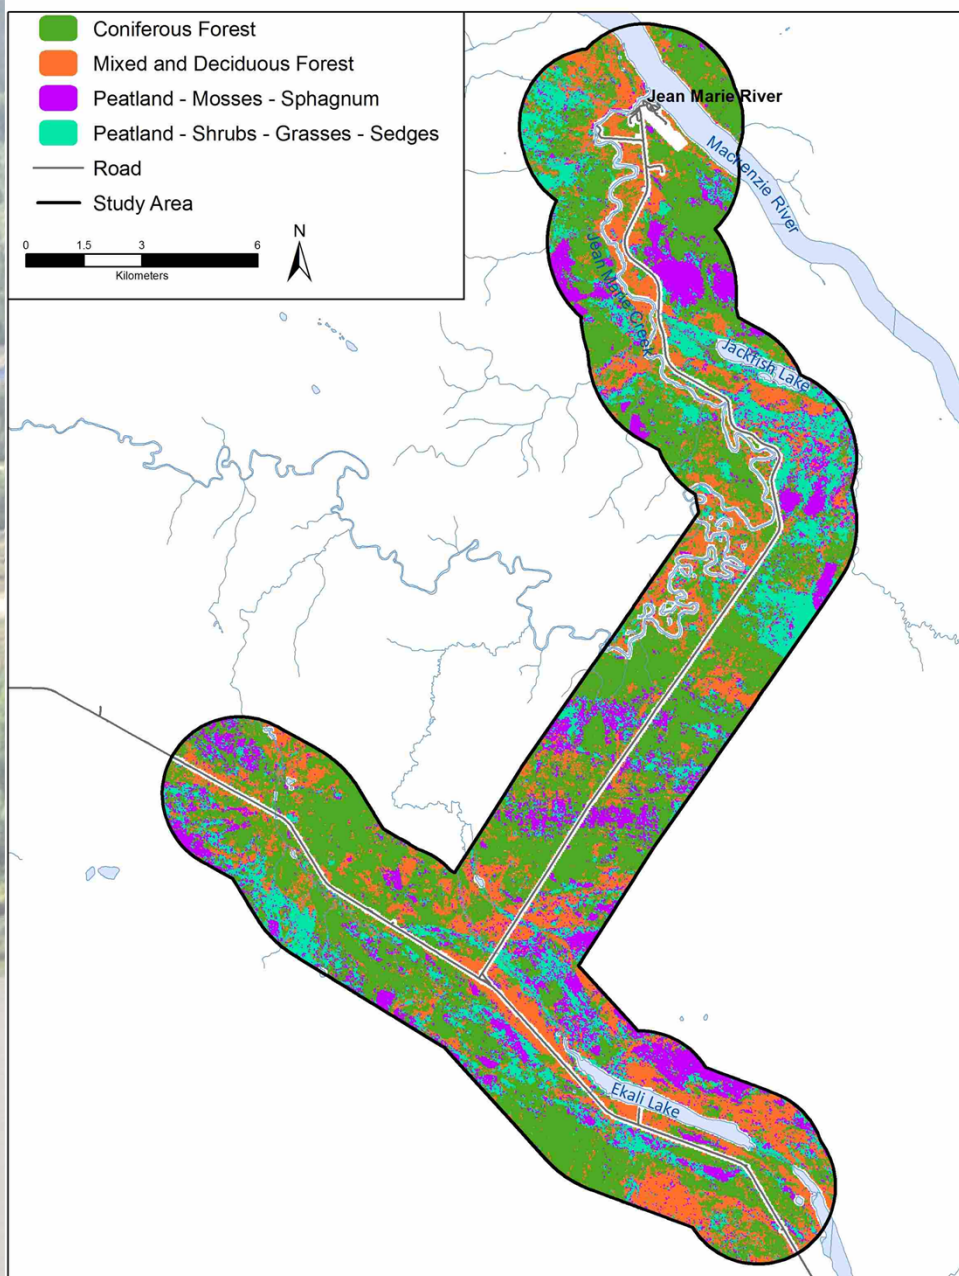 Coniferous Forest
Mixed and Deciduous Forest
Peatland - Mosses - Sphagnum
Peatland - Shrubs - Grasses - Sedges
Road
Study Area
N
0 1.5 3 6
Kilometers
Jean Marie River
Mackenzie River
Jean Marie Creek
Jackfish Lake
Ekali Lake